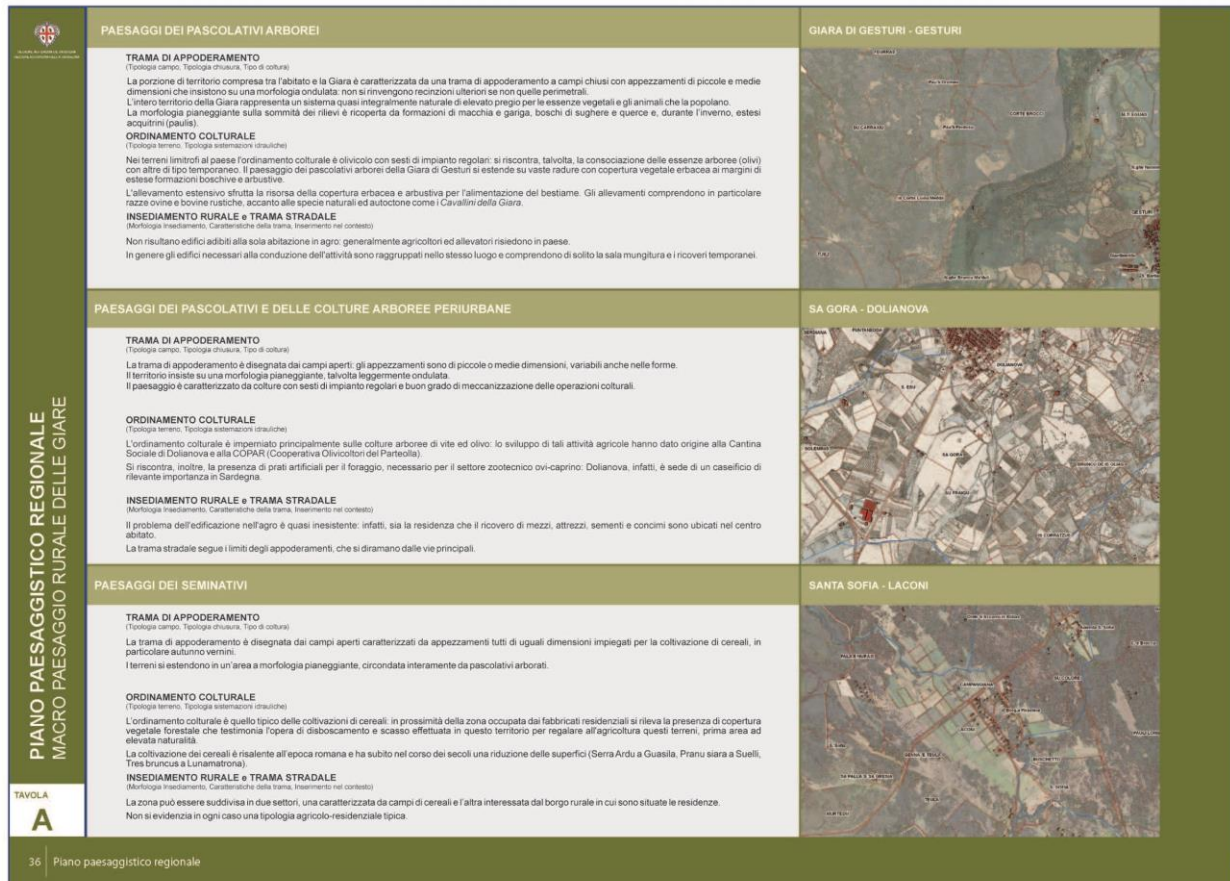 PIANO PAESAGGISTICO REGIONALE
MACRO PAESAGGIO RURALE DELLE GIARE
TAVOLA
A
PAESAGGI DEI PASCOLATIVI ARBOREI
TRAMA DI APPODERAMENTO
(Tipologia campo, Tipologia chiusura, Tipo di coltura)
La porzione di territorio compresa tra l'abitato e la Giara è caratterizzata da una trama di appoderamento a campi chiusi con appezzamenti di piccole e medie
dimensioni che insistono su una morfologia ondulata: non si rinvengono recinzioni ulteriori se non quelle perimetrali.
L'intero territorio della Giara rappresenta un sistema quasi integralmente naturale di elevato pregio per le essenze vegetali e gli animali che la popolano.
La morfologia pianeggiante sulla sommità dei rilievi è ricoperta da formazioni di macchia e gariga, boschi di sughere e querce e, durante l'inverno, estesi
acquitrini (paulis).
ORDINAMENTO COLTURALE
(Tipologia terreno, Tipologia sistemazioni idrauliche)
Nei terreni limitrofi al paese l'ordinamento colturale è olivicolo con sesti di impianto regolari: si riscontra, talvolta, la consociazione delle essenze arboree (olivi)
con altre di tipo temporaneo. Il paesaggio dei pascolativi arborei della Giara di Gesturi si estende su vaste radure con copertura vegetale erbacea ai margini di
estese formazioni boschive e arbustive.
L'allevamento estensivo sfrutta la risorsa della copertura erbacea e arbustiva per l'alimentazione del bestiame. Gli allevamenti comprendono in particolare
razze ovine e bovine rustiche, accanto alle specie naturali ed autoctone come i Cavallini della Giara.
INSEDIAMENTO RURALE e TRAMA STRADALE
(Morfologia Insediamento, Caratteristiche della trama, Inserimento nel contesto)
Non risultano edifici adibiti alla sola abitazione in agro: generalmente agricoltori ed allevatori risiedono in paese.
In genere gli edifici necessari alla conduzione dell'attività sono raggruppati nello stesso luogo e comprendono di solito la sala mungitura e i ricoveri temporanei.
GIARA DI GESTURI - GESTURI
CORTE BROCCI
GESTURI
PAESAGGI DEI PASCOLATIVI E DELLE COLTURE ARBOREE PERIURBANE
TRAMA DI APPODERAMENTO
(Tipologia campo, Tipologia chiusura, Tipo di coltura)
La trama di appoderamento è disegnata dai campi aperti: gli appezzamenti sono di piccole o medie dimensioni, variabili anche nelle forme.
Il territorio insiste su una morfologia pianeggiante, talvolta leggermente ondulata.
Il paesaggio è caratterizzato da colture con sesti di impianto regolari e buon grado di meccanizzazione delle operazioni colturali.
ORDINAMENTO COLTURALE
(Tipologia terreno, Tipologia sistemazioni idrauliche)
L'ordinamento colturale è imperniato principalmente sulle colture arboree di vite ed olivo: lo sviluppo di tali attività agricole hanno dato origine alla Cantina
Sociale di Dolianova e alla COPAR (Cooperativa Olivicoltori del Parteolla).
Si riscontra, inoltre, la presenza di prati artificiali per il foraggio, necessario per il settore zootecnico ovi-caprino: Dolianova, infatti, è sede di un caseificio di
rilevante importanza in Sardegna.
INSEDIAMENTO RURALE e TRAMA STRADALE
(Morfologia Insediamento, Caratteristiche della trama, Inserimento nel contesto)
Il problema dell'edificazione nell'agro è quasi inesistente: infatti, sia la residenza che il ricovero di mezzi, attrezzi, sementi e concimi sono ubicati nel centro
abitato.
La trama stradale segue i limiti degli appoderamenti, che si diramano dalle vie principali.
SA GORA - DOLIANOVA
DOLIANOVA
SA GORA
PAESAGGI DEI SEMINATIVI
TRAMA DI APPODERAMENTO
(Tipologia campo, Tipologia chiusura, Tipo di coltura)
La trama di appoderamento è disegnata dai campi aperti caratterizzati da appezzamenti tutti di uguali dimensioni impiegati per la coltivazione di cereali, in
particolare autunno vernini.
I terreni si estendono in un'area a morfologia pianeggiante, circondata interamente da pascolativi arborati.
ORDINAMENTO COLTURALE
(Tipologia terreno, Tipologia sistemazioni idrauliche)
L'ordinamento colturale è quello tipico delle coltivazioni di cereali: in prossimità della zona occupata dai fabbricati residenziali si rileva la presenza di copertura
vegetale forestale che testimonia l'opera di disboscamento e scasso effettuata in questo territorio per regalare all'agricoltura questi terreni, prima area ad
elevata naturalità.
La coltivazione dei cereali è risalente all'epoca romana e ha subito nel corso dei secoli una riduzione delle superfici (Serra Ardu a Guasila, Pranu siara a Suelli,
Tres bruncus a Lunamatrona).
INSEDIAMENTO RURALE e TRAMA STRADALE
(Morfologia Insediamento, Caratteristiche della trama, Inserimento nel contesto)
La zona può essere suddivisa in due settori, una caratterizzata da campi di cereali e l'altra interessata dal borgo rurale in cui sono situate le residenze.
Non si evidenzia in ogni caso una tipologia agricolo-residenziale tipica.
SANTA SOFIA - LACONI
36 Piano paesaggistico regionale